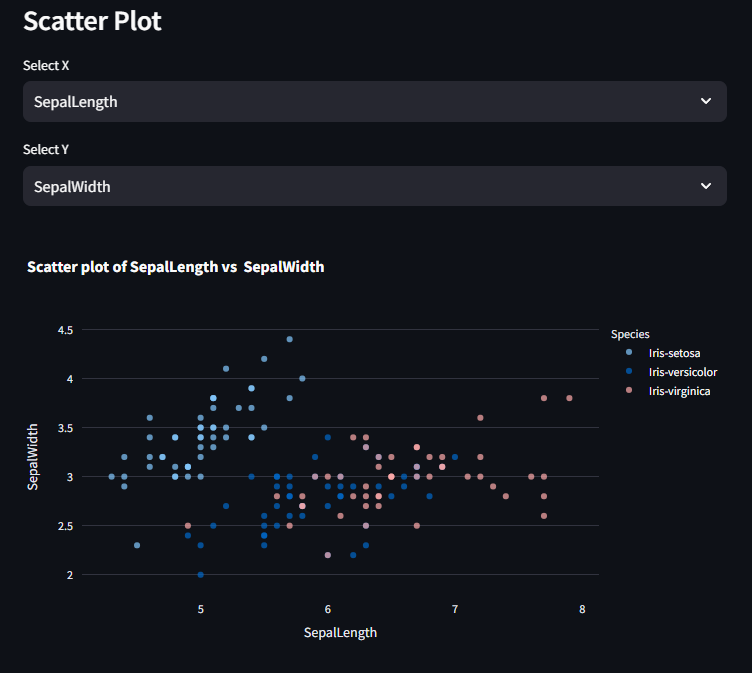 Scatter Plot
Select X
SepalLength
Select Y
SepalWidth
Scatter plot of SepalLength vs  SepalWidth
Species
Iris-setosa
Iris-versicolor
Iris-virginica
4.5
4
3.5
3
2.5
2
SepalWidth
5 6 7 8
SepalLength